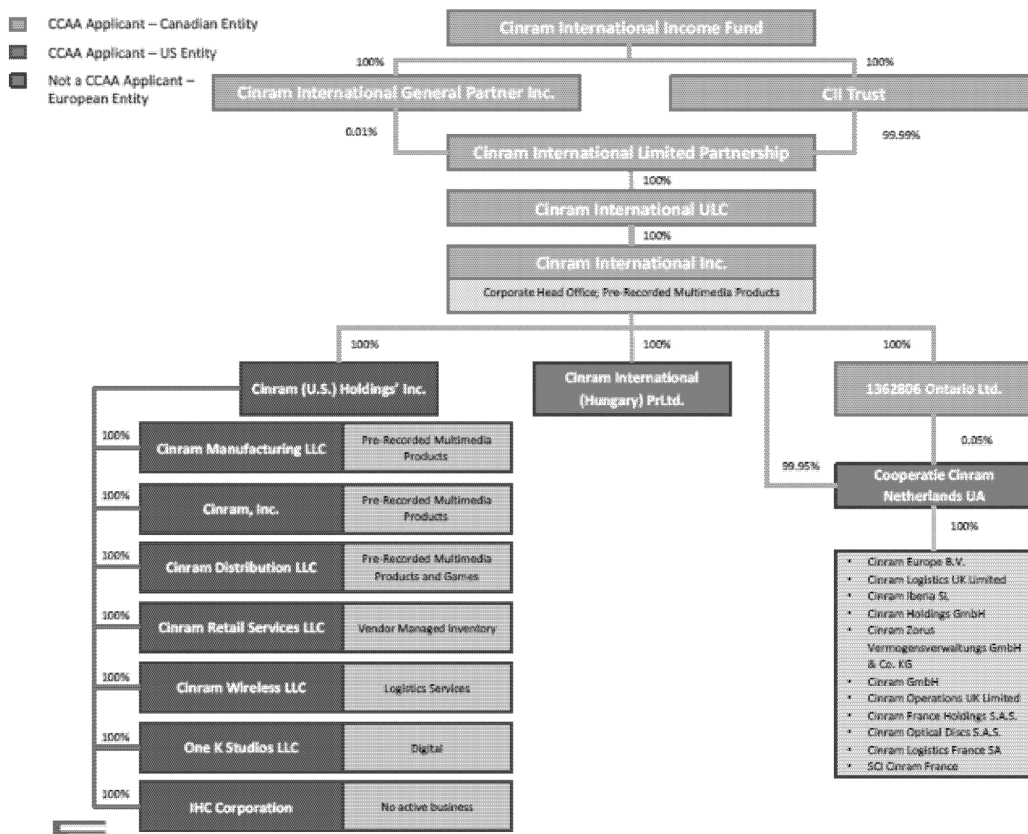 CCAA Applicant – Canadian Entity
CCAA Applicant – US Entity
Not a CCAA Applicant –
European Entity
Cinram International Income Fund
100%
100%
Cinram International General Partner Inc.
CII Trust
0.01%
99.99%
Cinram International Limited Partnership
100%
Cinram International ULC
100%
Cinram International Inc.
Corporate Head Office; Pre-Recorded Multimedia Products
100%
100%
100%
Cinram (U.S.) Holdings' Inc.
Cinram International
(Hungary) PrLtd.
1362806 Ontario Ltd.
0.05%
99.95%
Cooperatie Cinram
Netherlands UA
100%
100%
Cinram Manufacturing LLC
Pre-Recorded Multimedia
Products
100%
Cinram, Inc.
Pre-Recorded Multimedia
Products
100%
Cinram Distribution LLC
Pre-Recorded Multimedia
Products and Games
100%
Cinram Retail Services LLC
Vendor Managed Inventory
100%
Cinram Wireless LLC
Logistics Services
100%
One K Studios LLC
Digital
100%
IHC Corporation
No active business
• Cinram Europe B.V.
• Cinram Logistics UK Limited
• Cinram Iberia SL
• Cinram Holdings GmbH
• Cinram Zorus
Vermogensverwaltungs GmbH
& Co. KG
• Cinram GmbH
• Cinram Operations UK Limited
• Cinram France Holdings S.A.S.
• Cinram Optical Discs S.A.S.
• Cinram Logistics France SA
• SCI Cinram France